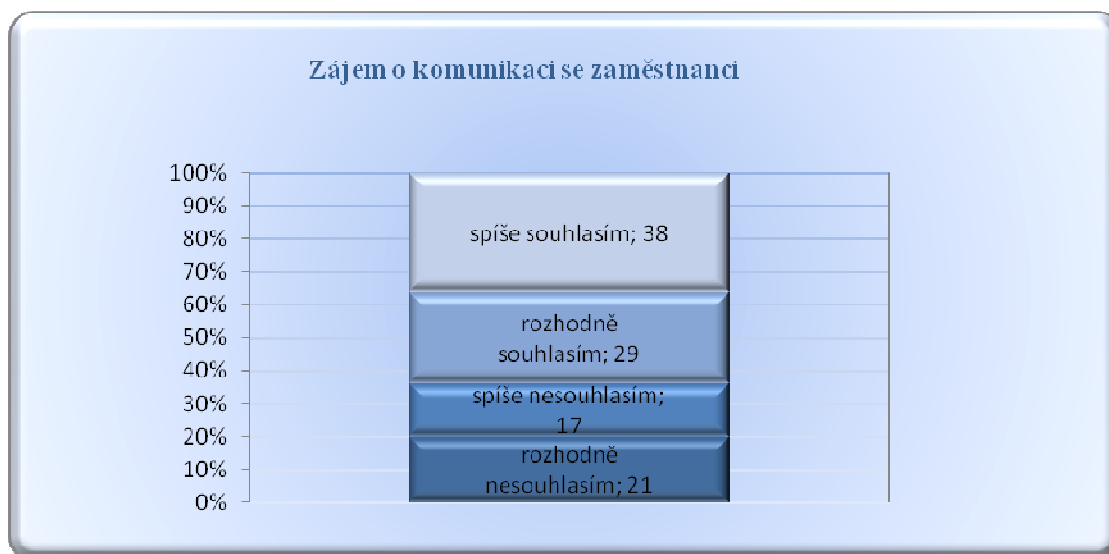 Zájem o komunikaci se zaměstnanci
100%
90%
80%
70%
60%
50%
40%
30%
20%
10%
0%
spíše souhlasím; 38
rozhodně
souhlasím; 29
spíše nesouhlasím;
17
rozhodně
nesouhlasím; 21